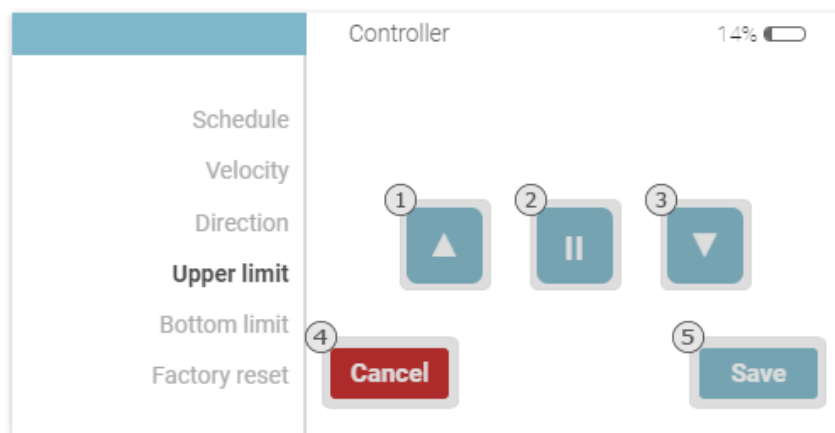 Controller
14%
Schedule
Velocity
Direction
Upper limit
Bottom limit
Factory reset
1
2
3
4
Cancel
5
Save